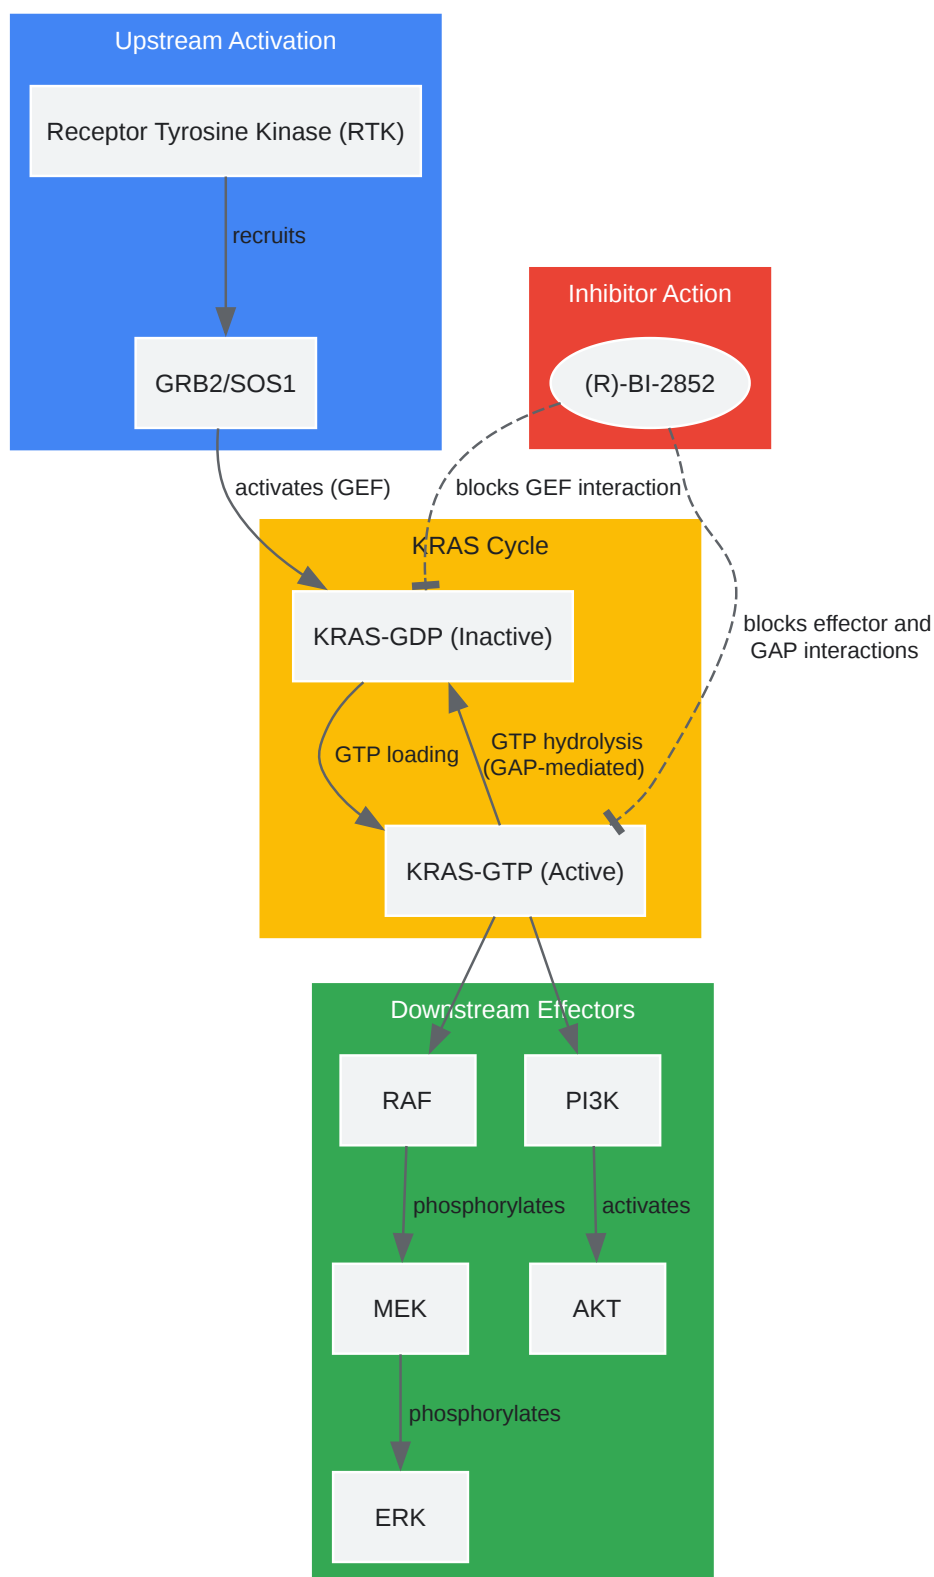 Upstream Activation
Receptor Tyrosine Kinase (RTK)
recruits
Inhibitor Action
GRB2/SOS1
(R)-BI-2852
activates (GEF)
blocks GEF interaction
KRAS Cycle
KRAS-GDP (Inactive)
blocks effector and
GAP interactions
GTP loading
GTP hydrolysis
(GAP-mediated)
KRAS-GTP (Active)
Downstream Effectors
RAF
PI3K
phosphorylates
activates
MEK
AKT
phosphorylates
ERK